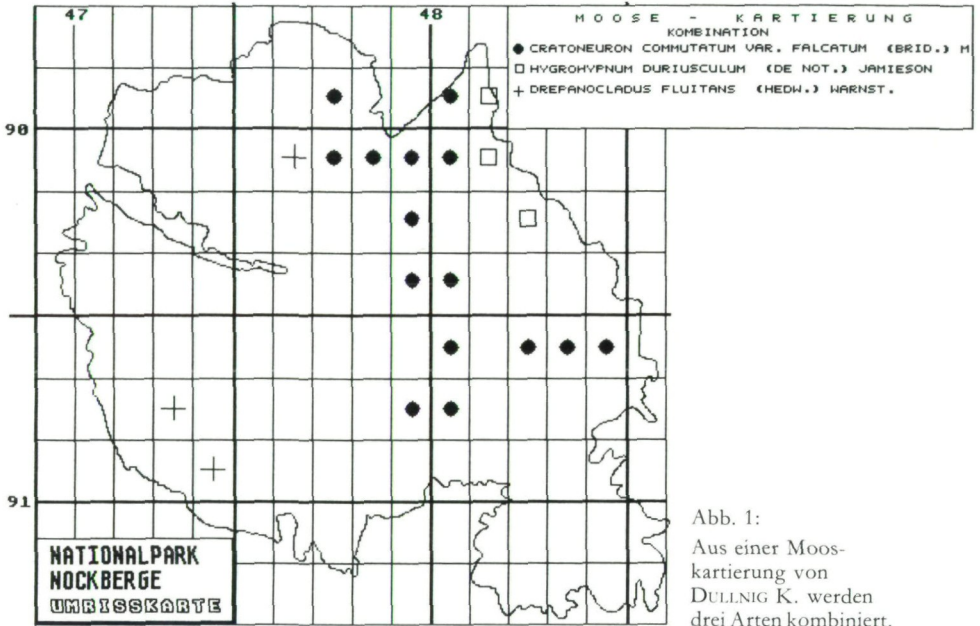 47 48
MOOSE - KARTIERUNG
KOMBINATION
● CRATONEURON COMMUTATUM VAR. FALCATUM (BRID.) M
□ HYGROHYPNUM DURIUSCULUM (DE NOT.) JAMIESON
+ DREPANOCLADUS FLUITANS (HEDW.) WARNST.
90
91
NATIONALPARK
NOCKBERGE
UMRISSKARTE
Abb. 1:
Aus einer Moos-
kartierung von
DULLNIG K. werden
drei Arten kombiniert.